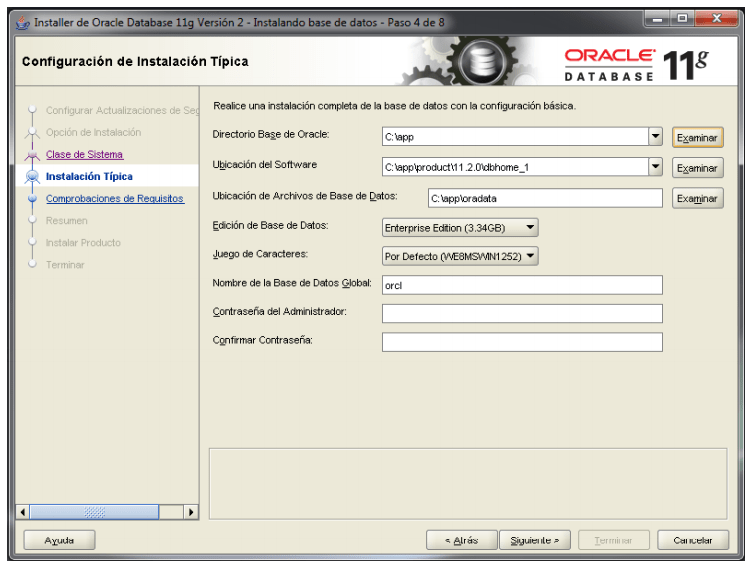 Installer de Oracle Database 11g Versión 2 - Instalando base de datos - Paso 4 de 8
Configuración de Instalación Típica
ORACLE
DATABASE
11g
Configurar Actualizaciones de Seg
Opción de Instalación
Clase de Sistema
Instalación Típica
Comprobaciones de Requisitos
Resumen
Instalar Producto
Terminar
Realice una instalación completa de la base de datos con la configuración básica.
Directorio Base de Oracle: C:\app Examinar
Ubicación del Software C:\app\product\11.2.0\dbhome_1 Examinar
Ubicación de Archivos de Base de Datos: C:\app\oradata Examinar
Edición de Base de Datos: Enterprise Edition (3.34GB)
Juego de Caracteres: Por Defecto (WE8MSWIN1252)
Nombre de la Base de Datos Global: orcl
Contraseña del Administrador:
Confirmar Contraseña:
Ayuda < Atrás Siguiente > Terminar Cancelar